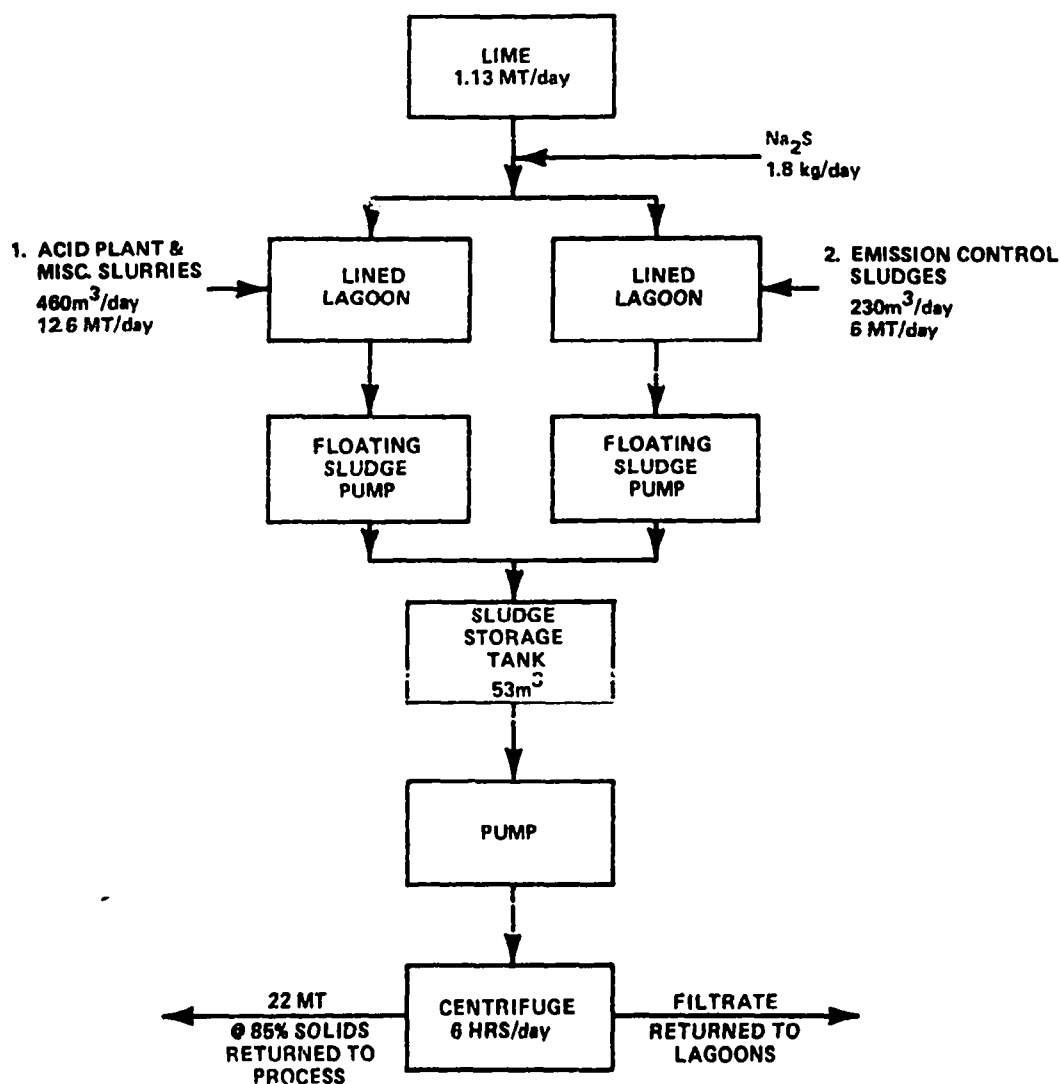 LIME
1.13 MT/day
Na2S
1.8 kg/day
1. ACID PLANT &
MISC. SLURRIES
460m3/day
12.6 MT/day
LINED
LAGOON
LINED
LAGOON
2. EMISSION CONTROL
SLUDGES
230m3/day
6 MT/day
FLOATING
SLUDGE
PUMP
FLOATING
SLUDGE
PUMP
SLUDGE
STORAGE
TANK
53m3
PUMP
22 MT
@ 85% SOLIDS
RETURNED TO
PROCESS
CENTRIFUGE
6 HRS/day
FILTRATE
RETURNED TO
LAGOONS